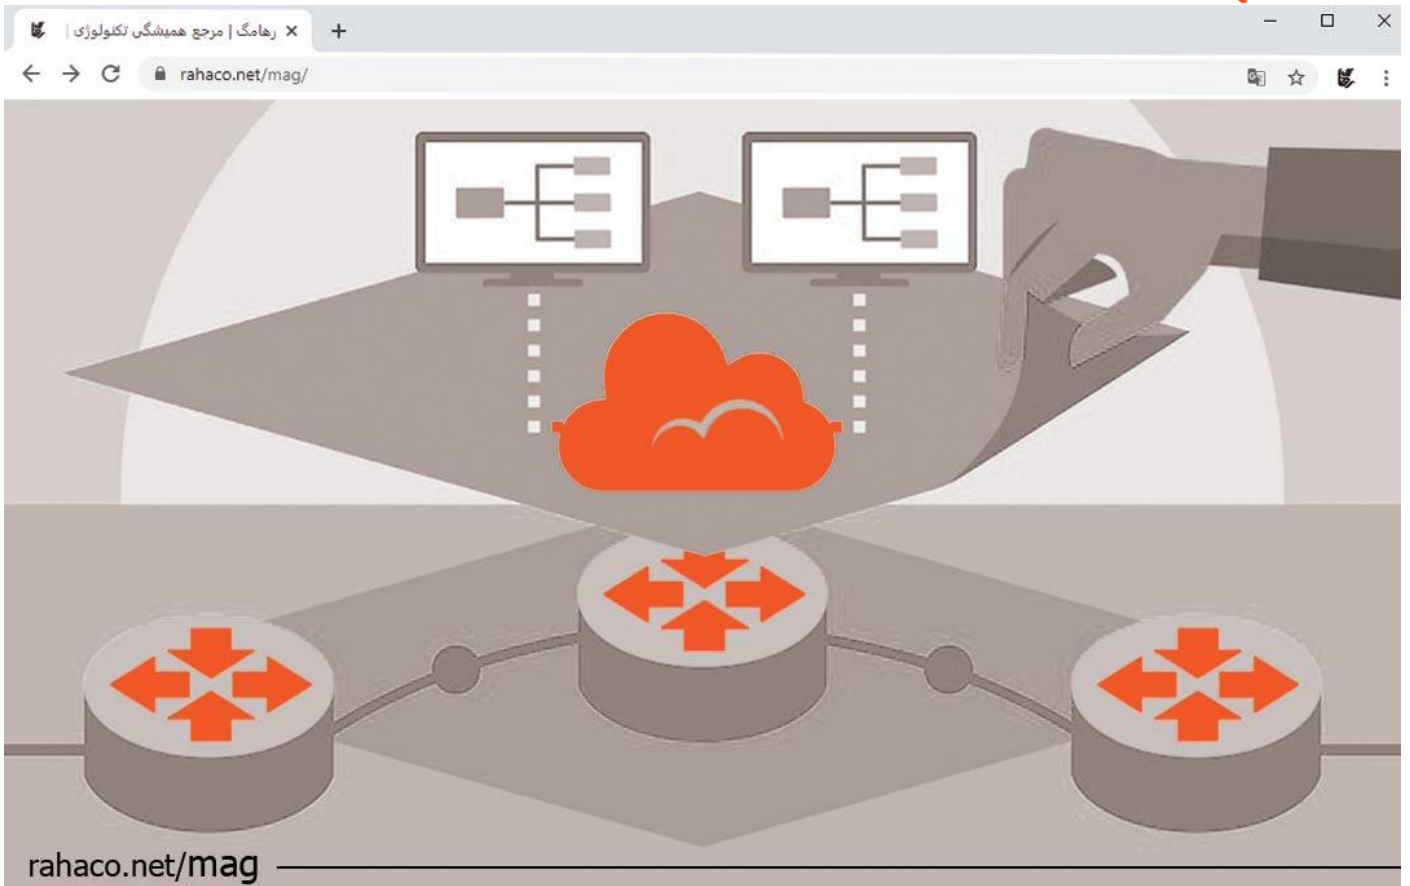 رهامگ | مرجع همیشگی تکنولوژی |
rahaco.net/mag/
rahaco.net/mag